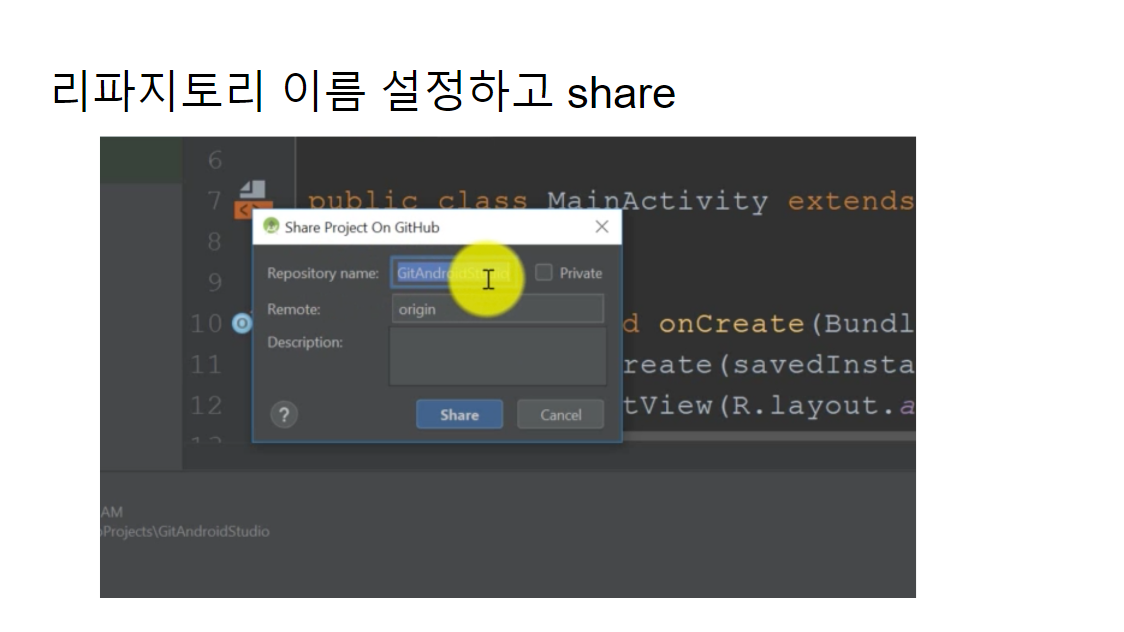 리파지토리 이름 설정하고 share
6
7 public class MainActivity extends
8
Share Project On GitHub
9
Repository name: GitAndroidStudio Private
Remote: origin
10 d onCreate(Bundl
Description:
11 reate(savedInsta
12 tView(R.layout.a
? Share Cancel
13
AM
Projects\GitAndroidStudio